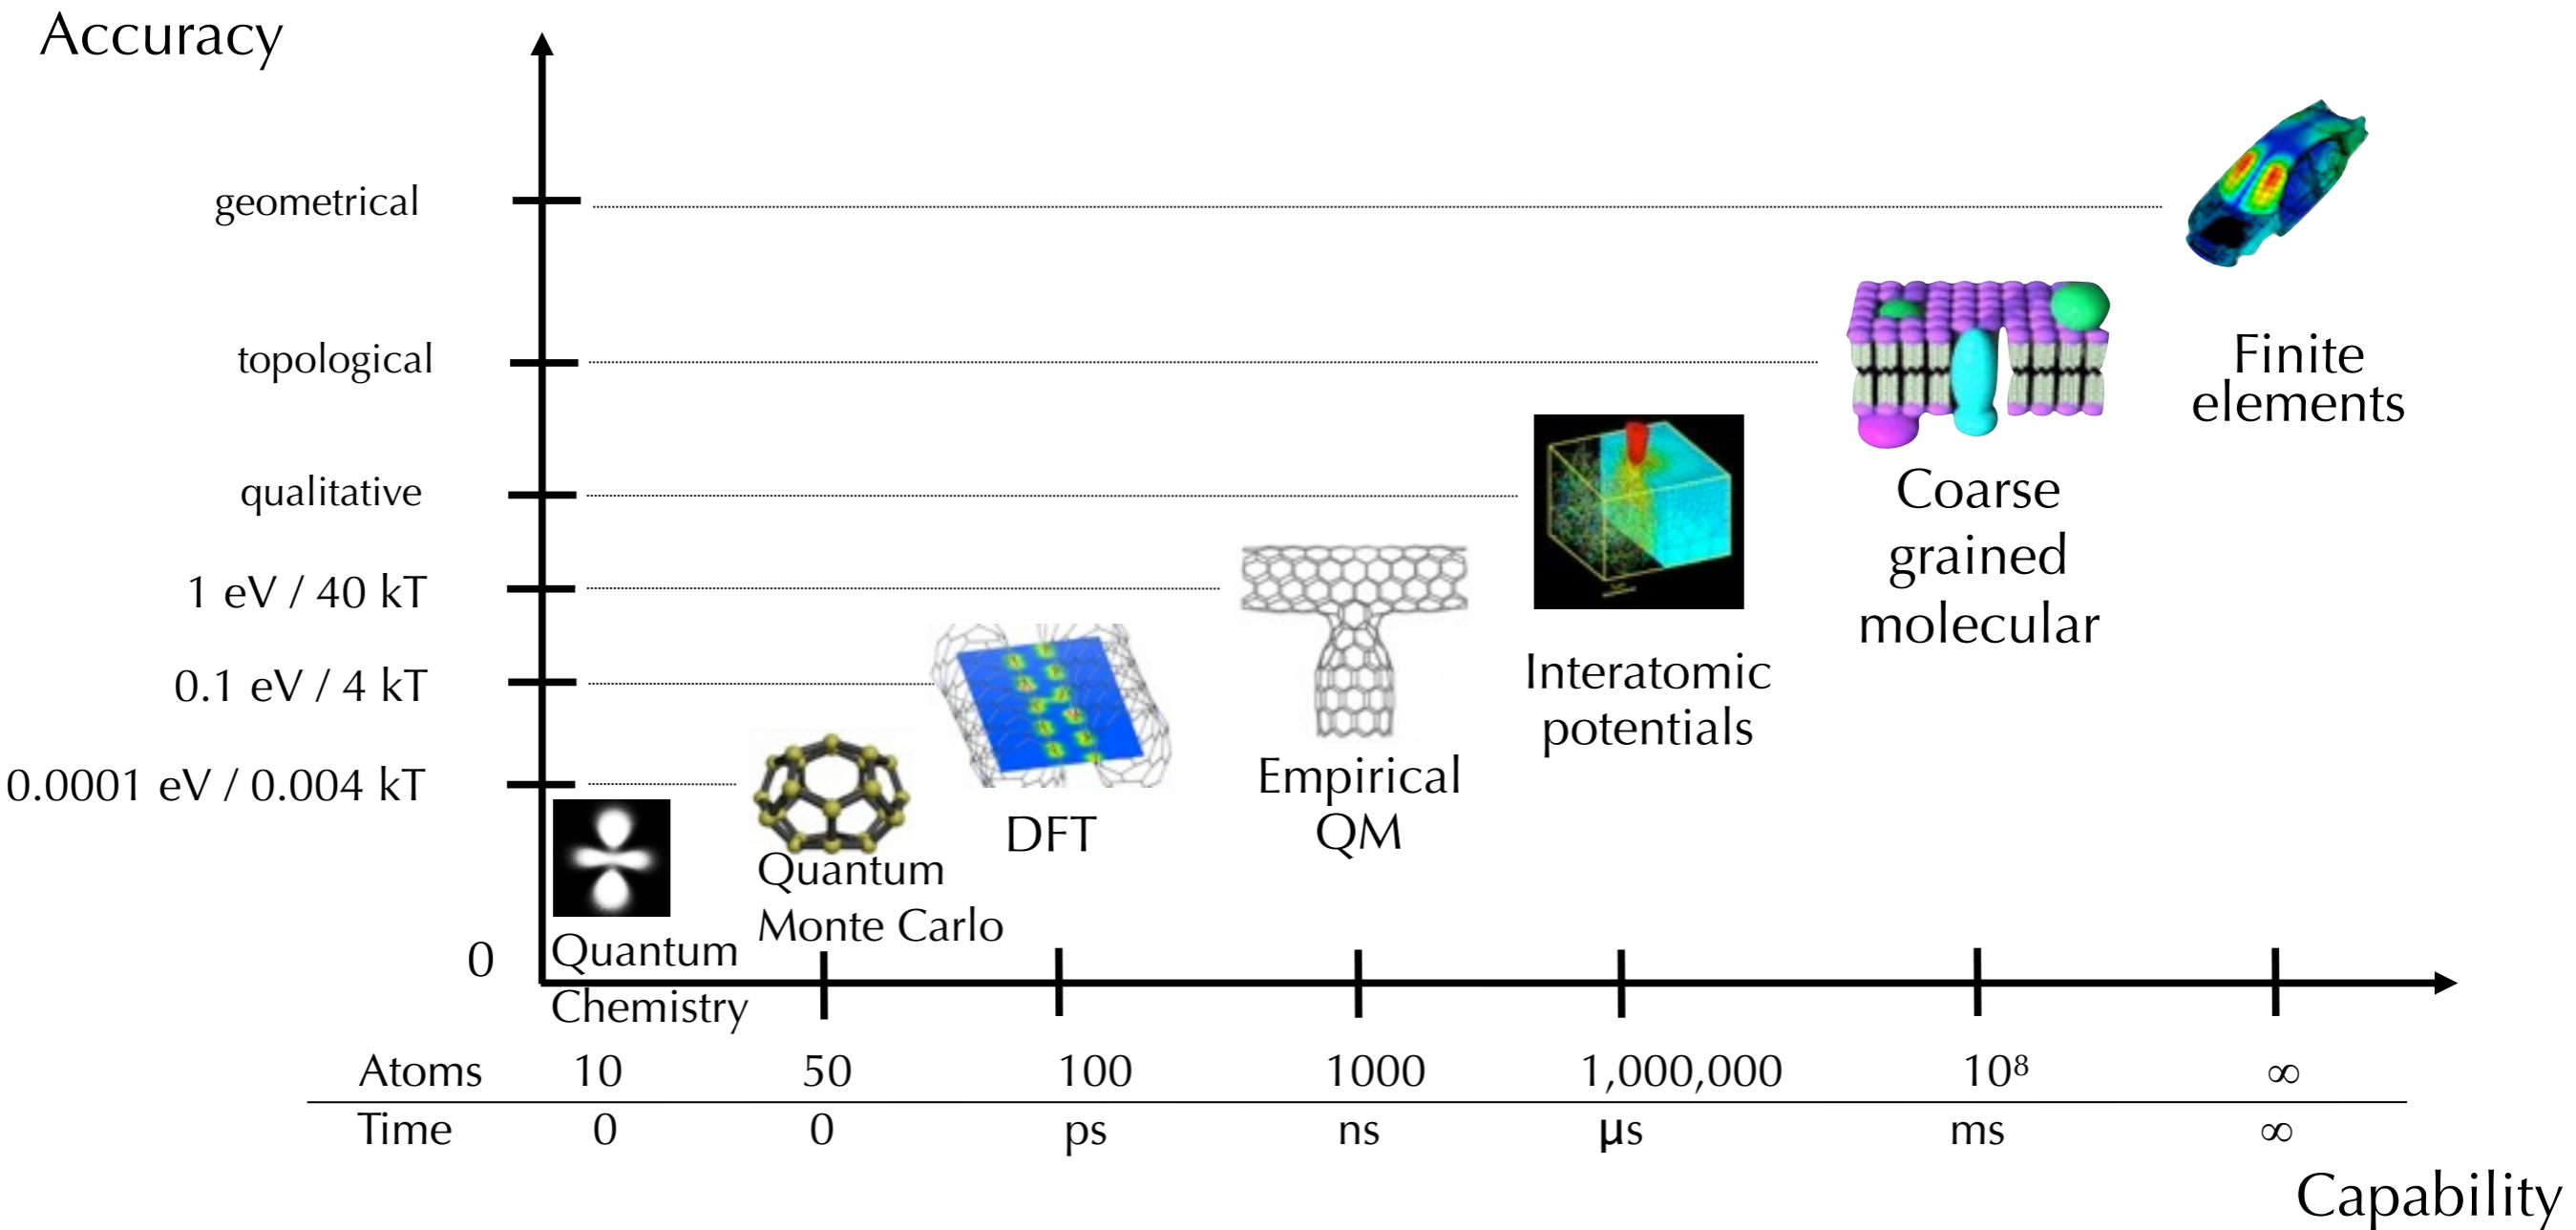 Accuracy
geometrical
topological
qualitative
1 eV / 40 kT
0.1 eV / 4 kT
0.0001 eV / 0.004 kT
0
Quantum
Chemistry
Quantum
Monte Carlo
DFT
Empirical
QM
Interatomic
potentials
Coarse
grained
molecular
Finite
elements
Atoms 10 50 100 1000 1,000,000 10⁸ ∞
Time 0 0 ps ns µs ms ∞
Capability